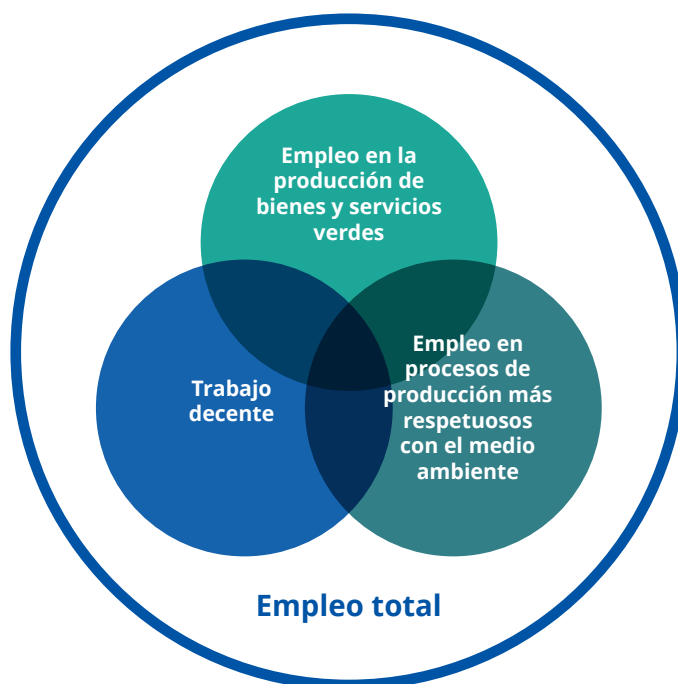 Empleo en la
producción de
bienes y servicios
verdes
Trabajo
decente
Empleo en
procesos de
producción más
respetuosos
con el medio
ambiente
Empleo total